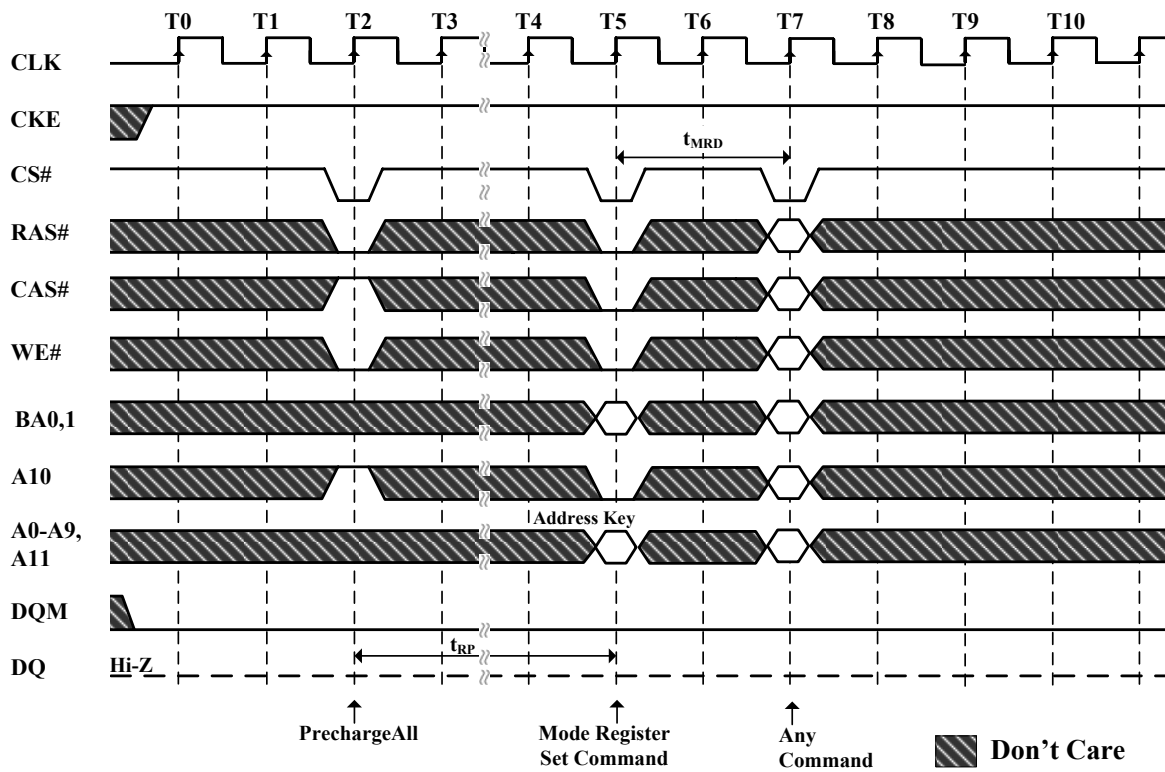 T0 T1 T2 T3 T4 T5 T6 T7 T8 T9 T10
CLK
CKE
tMRD
CS#
RAS#
CAS#
WE#
BA0,1
A10
Address Key
A0-A9,
A11
DQM
tRP
DQ Hi-Z
PrechargeAll
Mode Register
Set Command
Any
Command
Don't Care